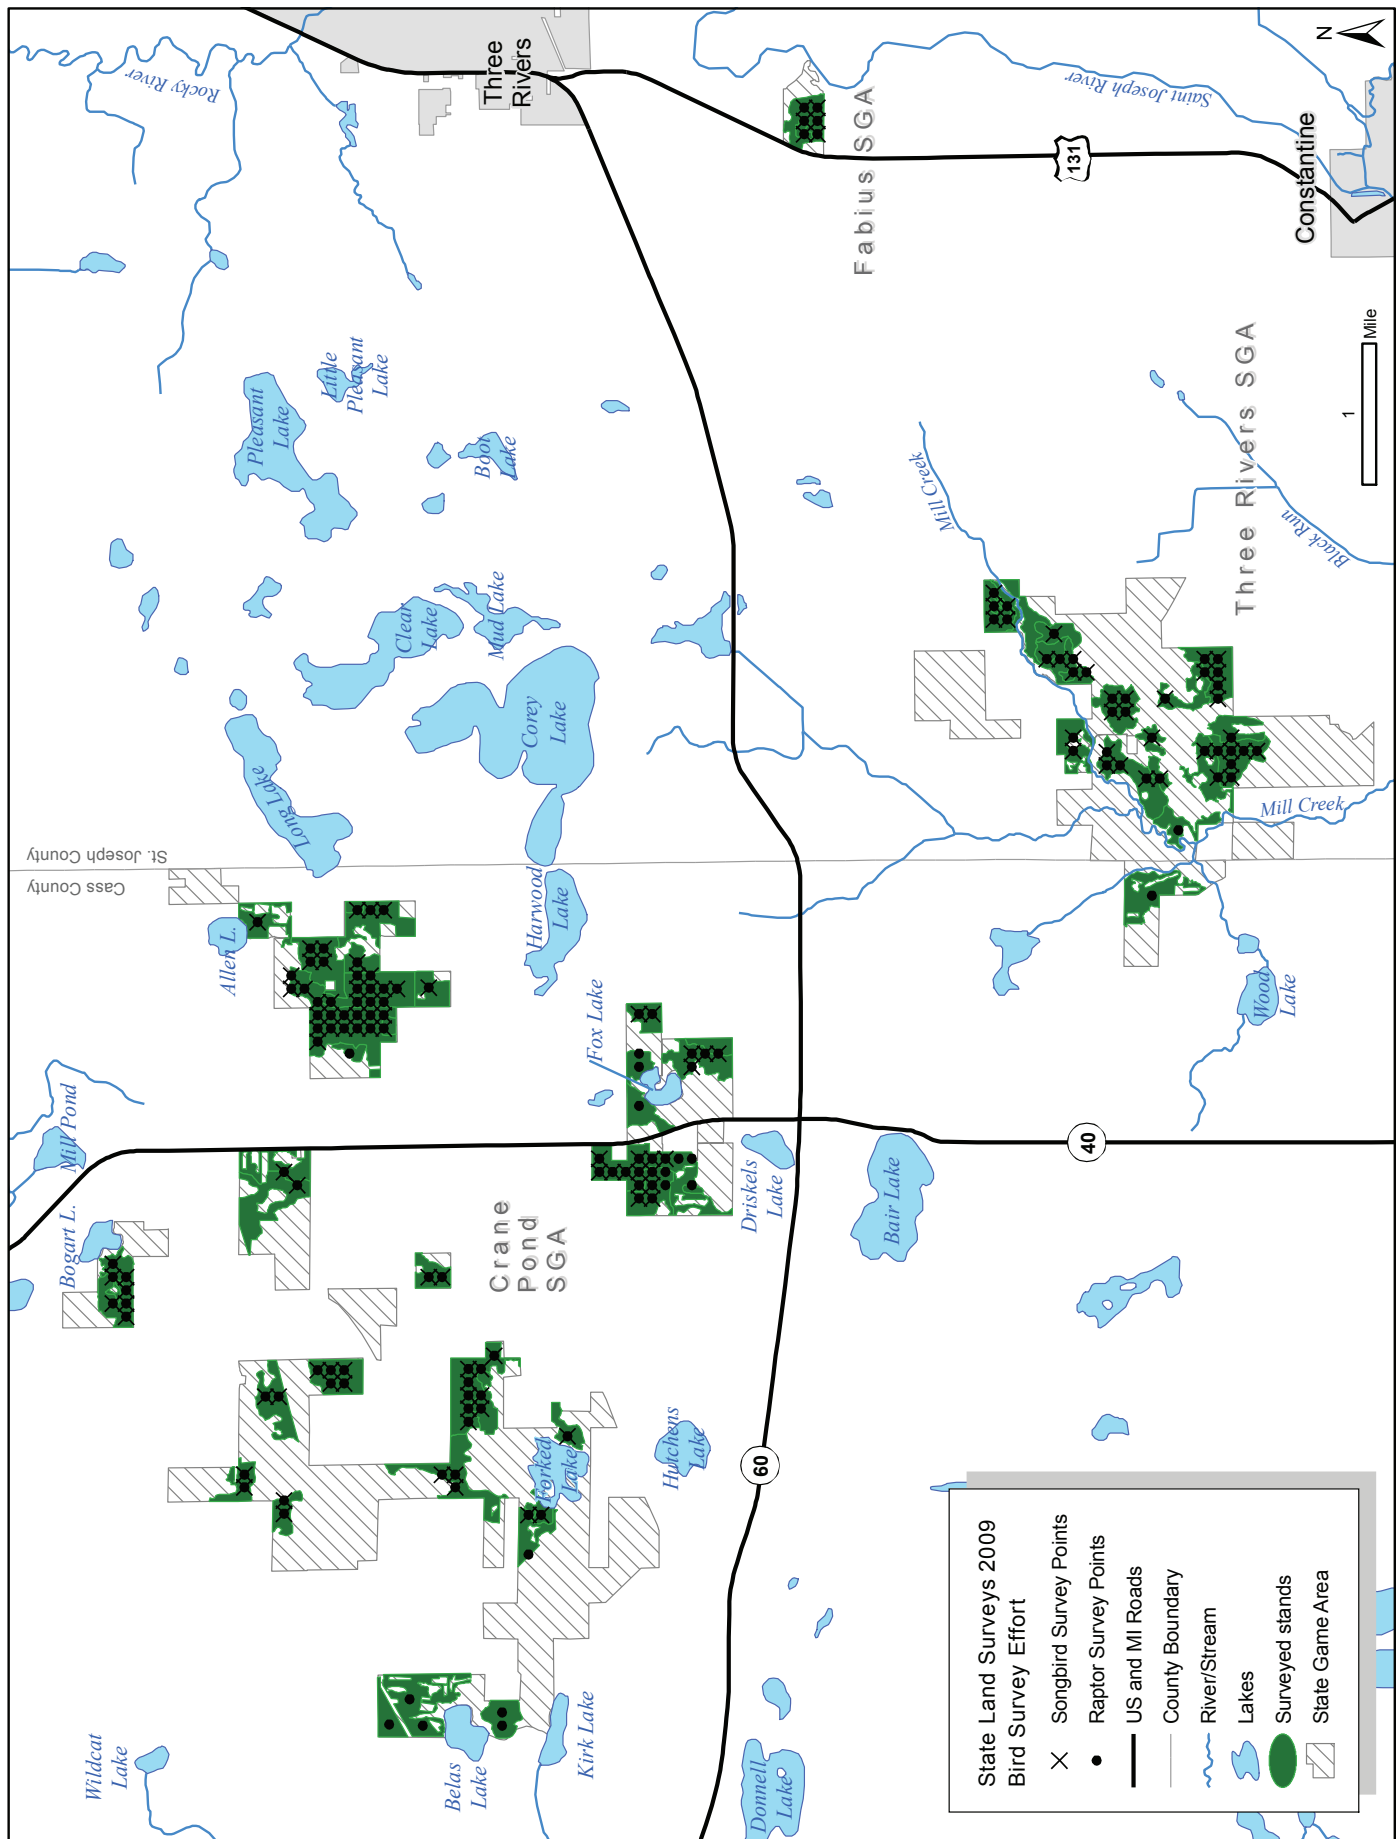 Wildcat
Lake
Belas
Lake
Kirk Lake
Donnell
Lake
Hutchens
Lake
Forked
Lake
60
Bogart L.
Mill Pond
Crane
Pond
SGA
Driskels
Lake
Bair Lake
40
Fox Lake
Allen L.
Harwood
Lake
Wood
Lake
Cass County
St. Joseph County
Long Lake
Corey
Lake
Clear
Lake
Mud Lake
Mill Creek
Mill Creek
Three Rivers SGA
Black Run
Pleasant
Lake
Little
Pleasant
Lake
Boot
Lake
Rocky River
Three
Rivers
Fabius SGA
131
Saint Joseph River
Constantine
N
1
Mile
State Land Surveys 2009
Bird Survey Effort
Songbird Survey Points
Raptor Survey Points
US and MI Roads
County Boundary
River/Stream
Lakes
Surveyed stands
State Game Area